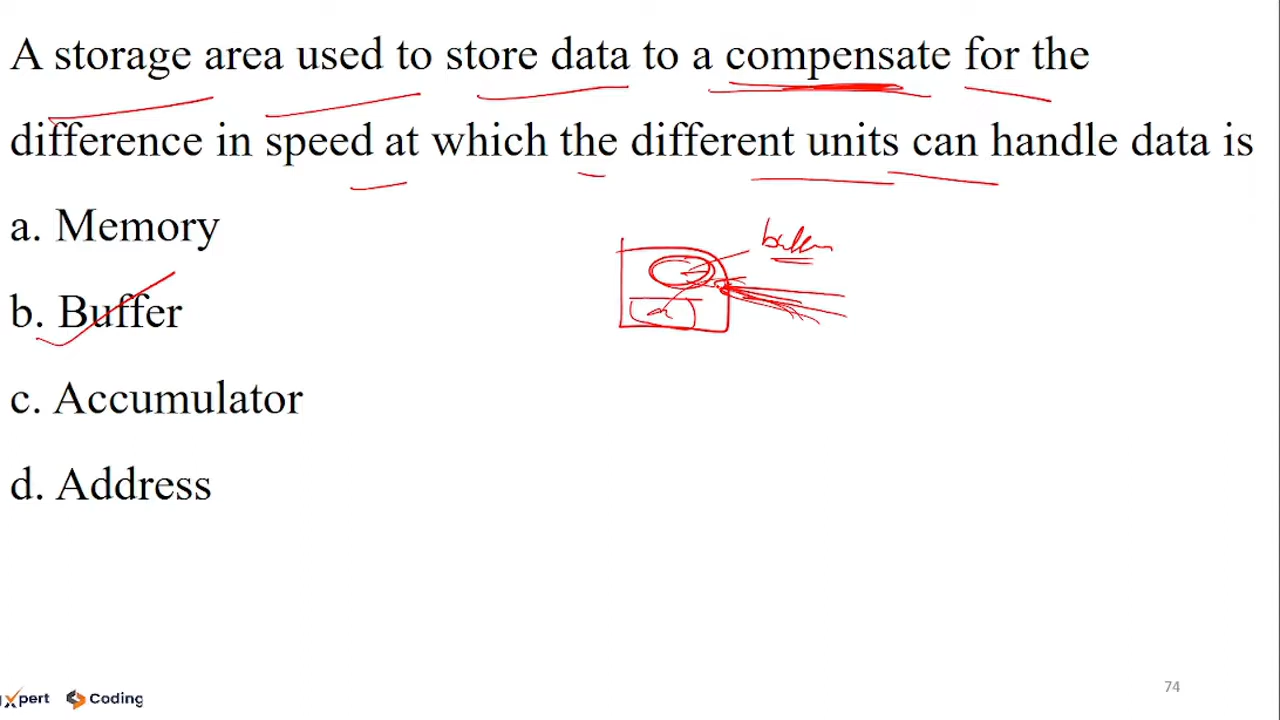 A storage area used to store data to a compensate for the
difference in speed at which the different units can handle data is
a. Memory
buffer
b. Buffer
c. Accumulator
d. Address
74
pert Coding